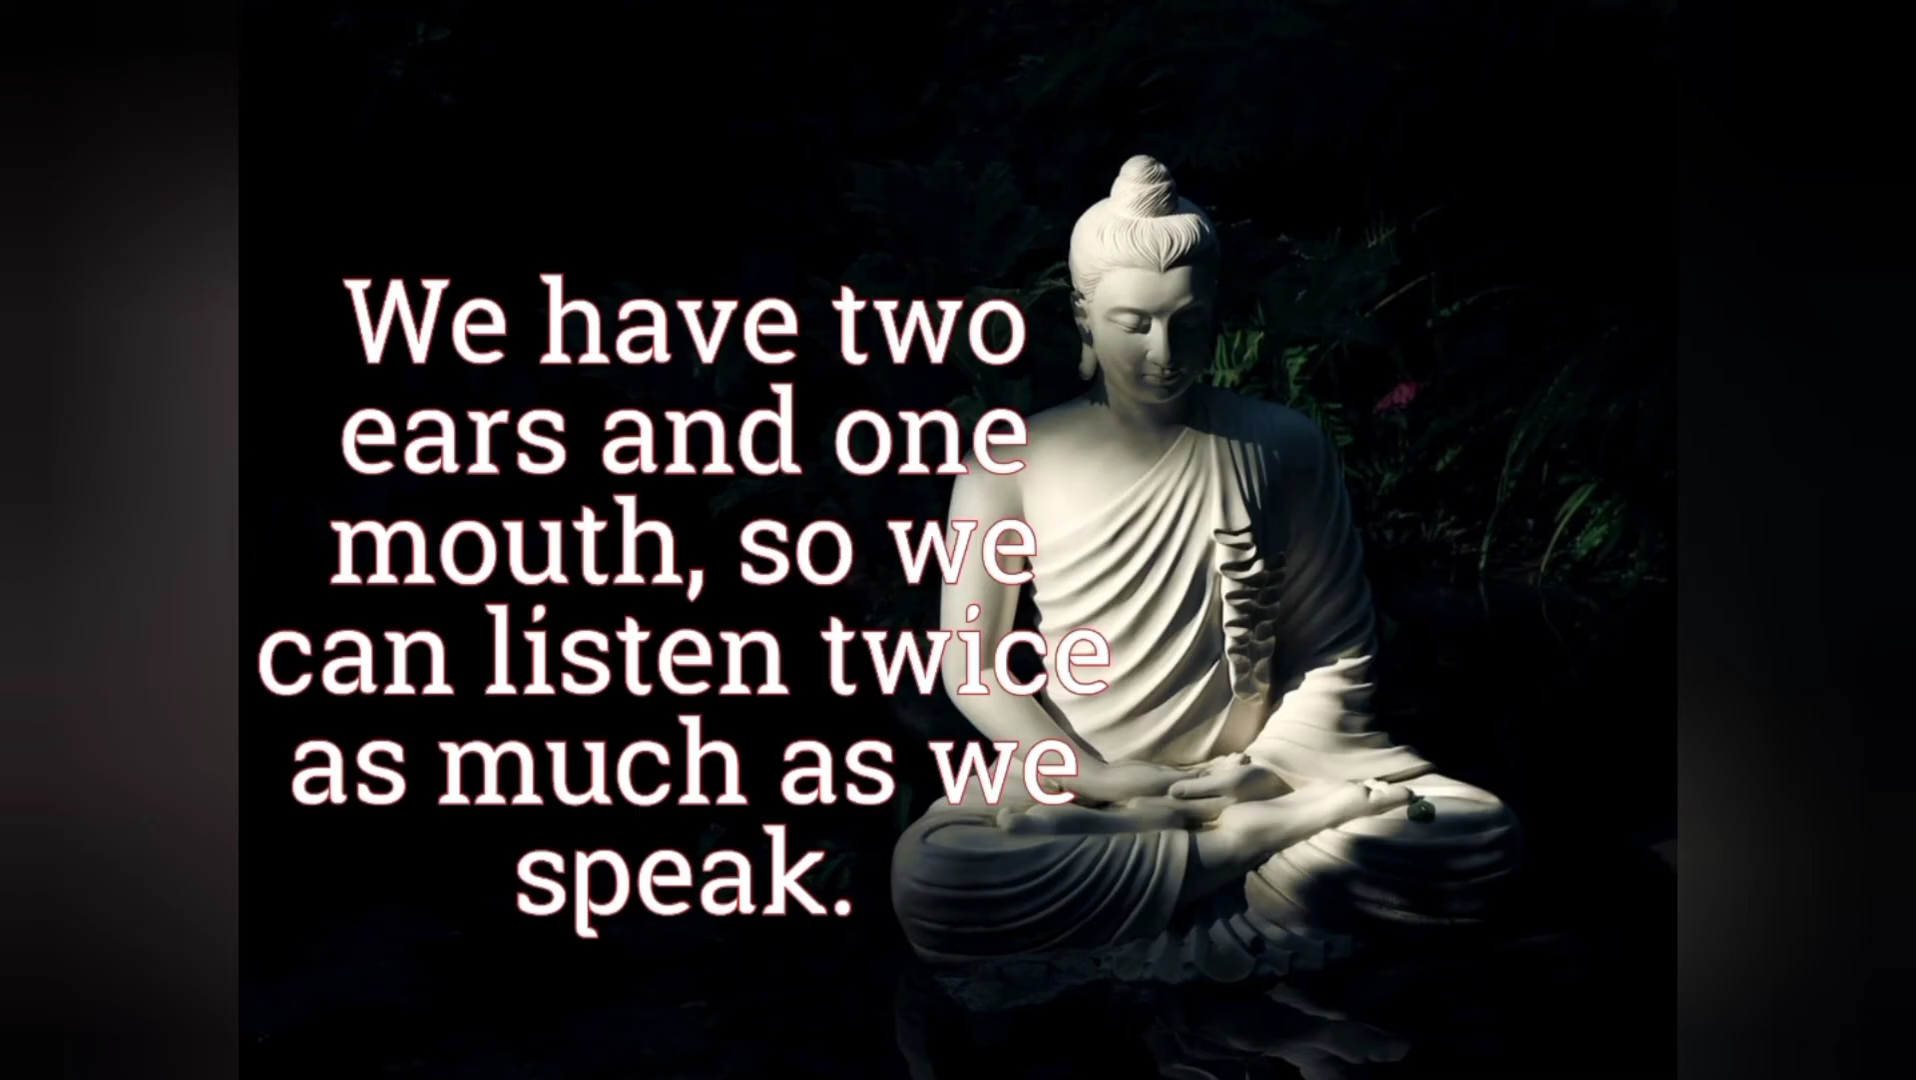 We have two
ears and one
mouth, so we
can listen twice
as much as we
speak.